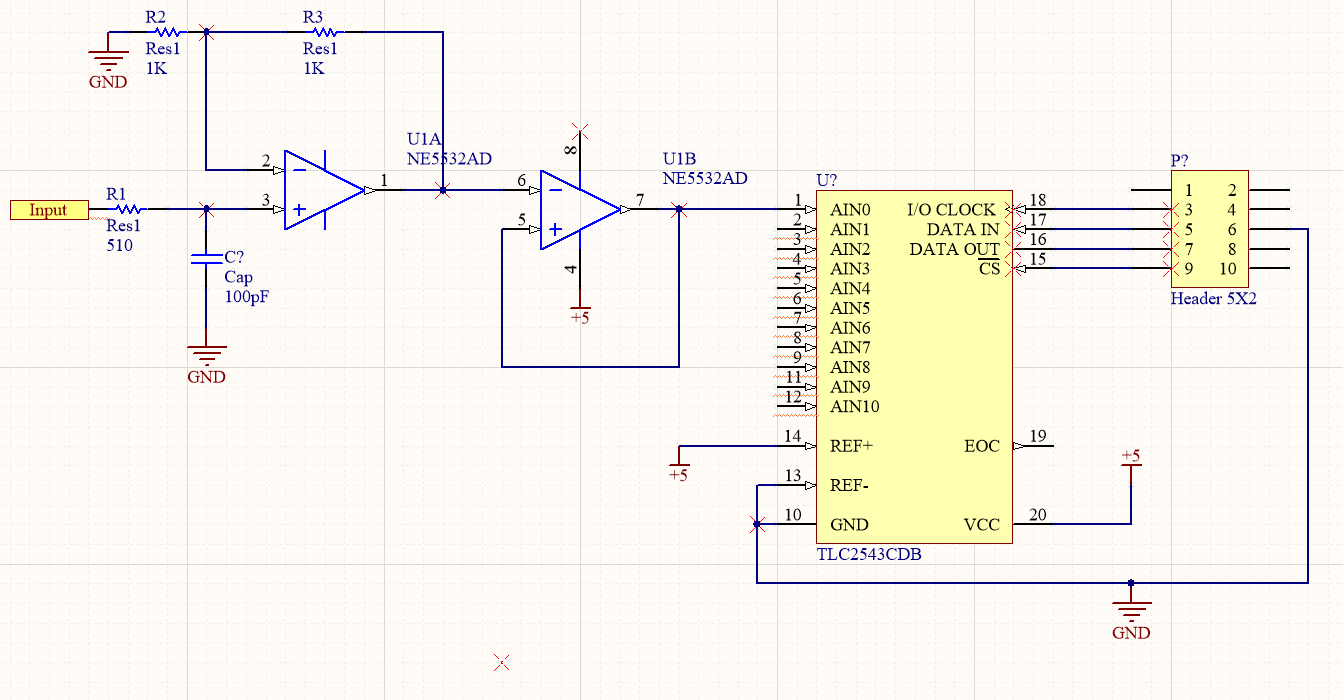 R2
Res1
1K
R3
Res1
1K
GND
U1A
NE5532AD
2
3
1
Input
R1
Res1
510
C?
Cap
100pF
GND
8
U1B
NE5532AD
6
5
7
4
+5
U?
1 AIN0
2 AIN1
3 AIN2
4 AIN3
5 AIN4
6 AIN5
7 AIN6
8 AIN7
9 AIN8
11 AIN9
12 AIN10
14 REF+
13 REF-
10 GND
I/O CLOCK 18
DATA IN 17
DATA OUT 16
CS 15
EOC 19
VCC 20
TLC2543CDB
+5
+5
P?
1 2
3 4
5 6
7 8
9 10
Header 5X2
GND